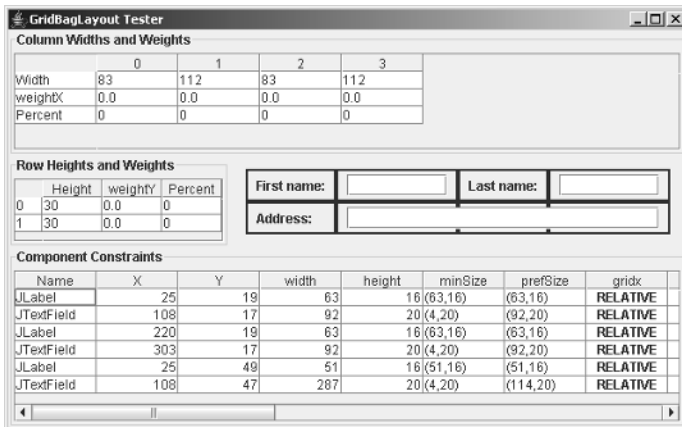 GridBagLayout Tester
Column Widths and Weights
0 1 2 3
Width 83 112 83 112
weightX 0.0 0.0 0.0 0.0
Percent 0 0 0 0
Row Heights and Weights
Height weightY Percent
0 30 0.0 0
1 30 0.0 0
First name: Last name:
Address:
Component Constraints
Name X Y width height minSize prefSize gridx
JLabel 25 19 63 16 (63,16) (63,16) RELATIVE
JTextField 108 17 92 20 (4,20) (92,20) RELATIVE
JLabel 220 19 63 16 (63,16) (63,16) RELATIVE
JTextField 303 17 92 20 (4,20) (92,20) RELATIVE
JLabel 25 49 51 16 (51,16) (51,16) RELATIVE
JTextField 108 47 287 20 (4,20) (114,20) RELATIVE